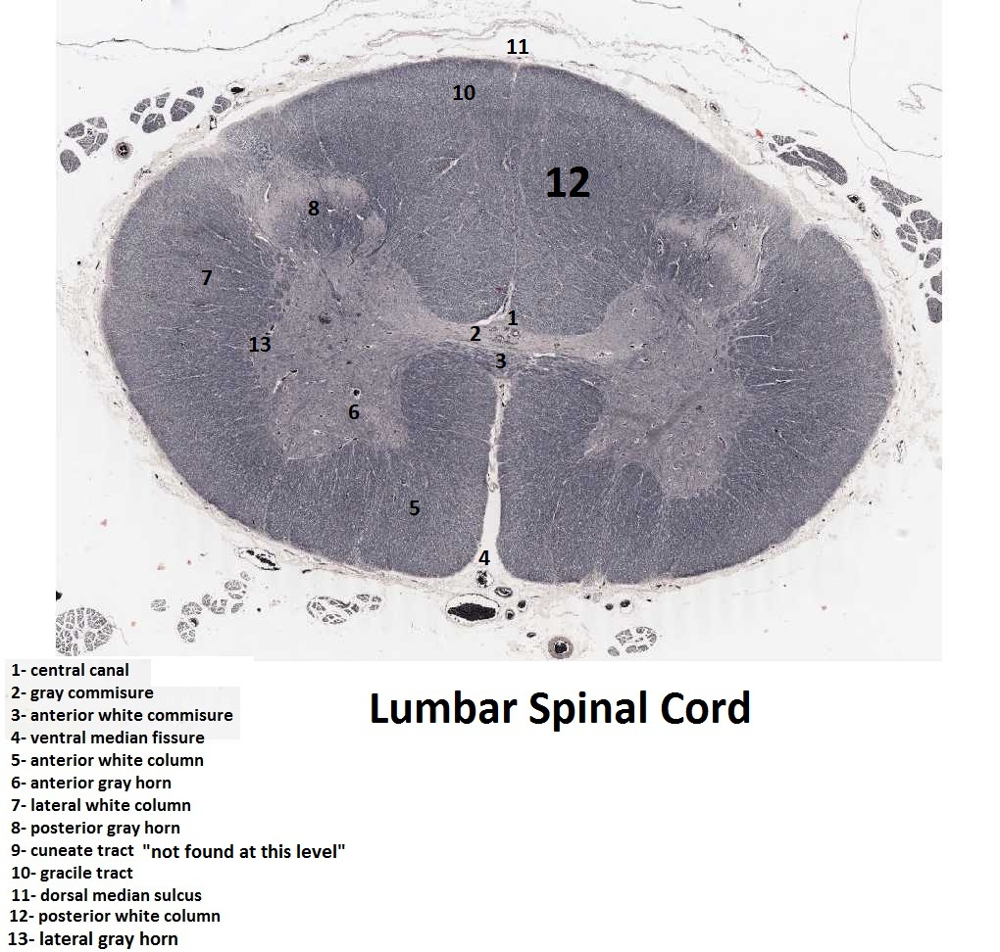 11
10
12
8
7
1
2
13
3
6
5
4
1- central canal
2- gray commisure
3- anterior white commisure
4- ventral median fissure
5- anterior white column
6- anterior gray horn
7- lateral white column
8- posterior gray horn
9- cuneate tract "not found at this level"
10- gracile tract
11- dorsal median sulcus
12- posterior white column
13- lateral gray horn
Lumbar Spinal Cord